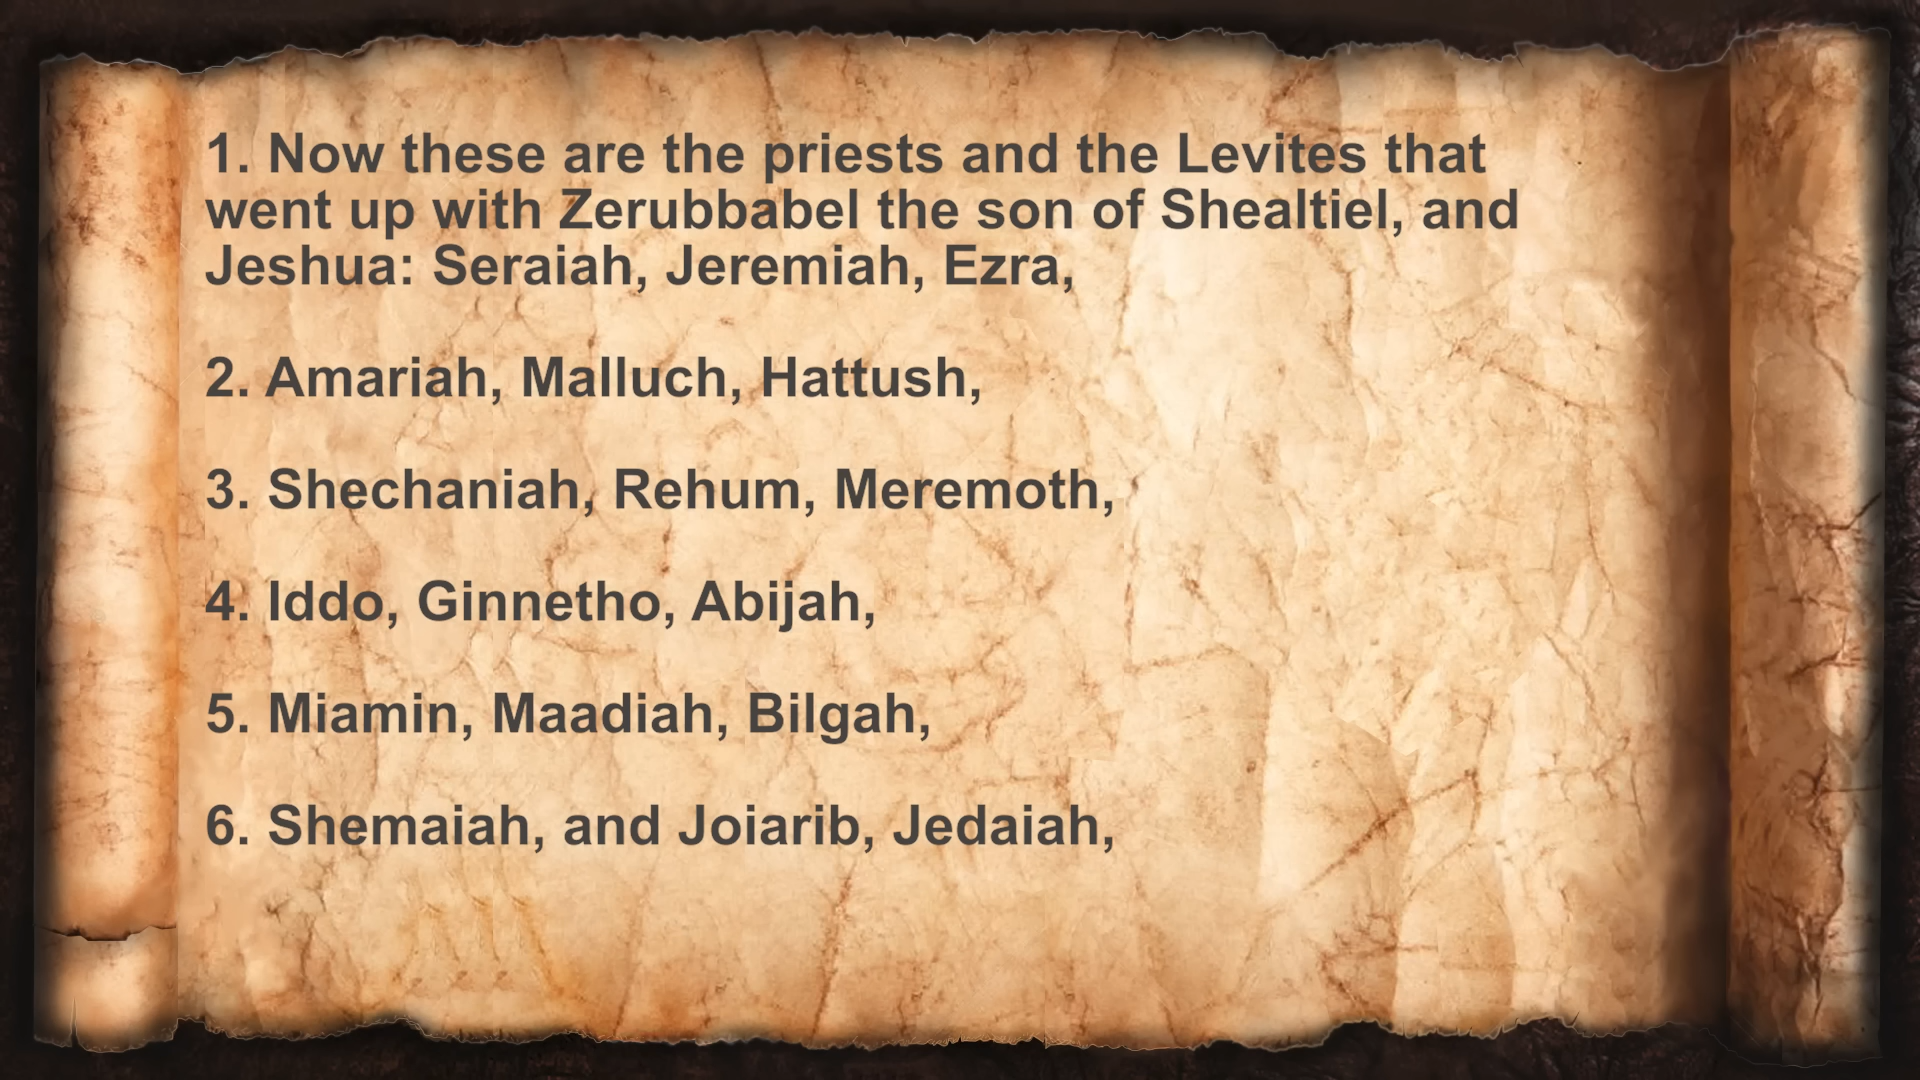 1. Now these are the priests and the Levites that
went up with Zerubbabel the son of Shealtiel, and
Jeshua: Seraiah, Jeremiah, Ezra,
2. Amariah, Malluch, Hattush,
3. Shechaniah, Rehum, Meremoth,
4. Iddo, Ginnetho, Abijah,
5. Miamin, Maadiah, Bilgah,
6. Shemaiah, and Joiarib, Jedaiah,